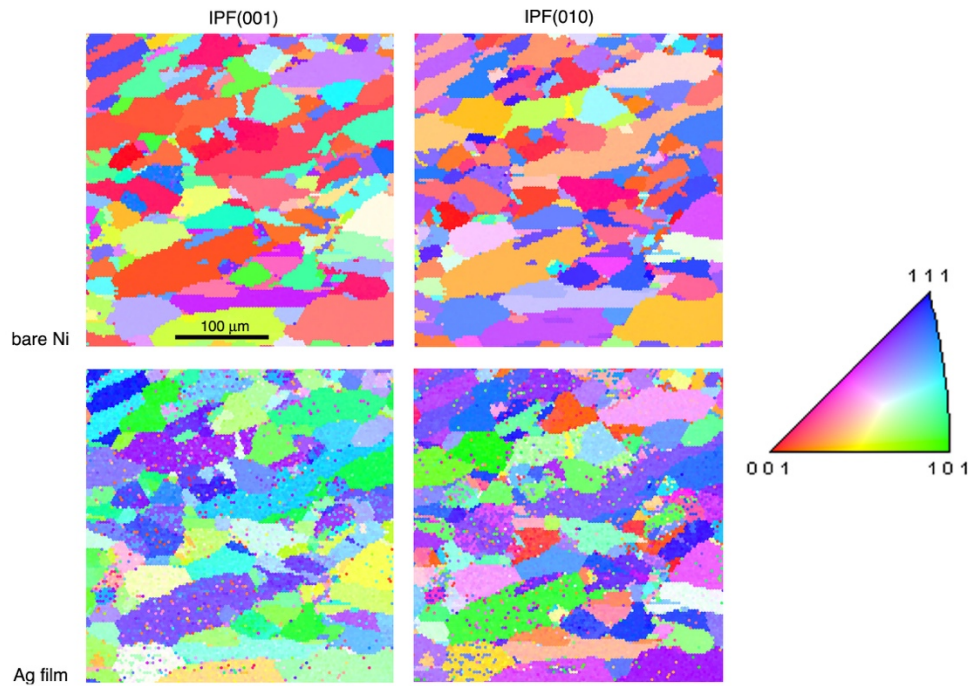 IPF(001)
IPF(010)
bare Ni
100 μm
Ag film
1 1 1
0 0 1
1 0 1